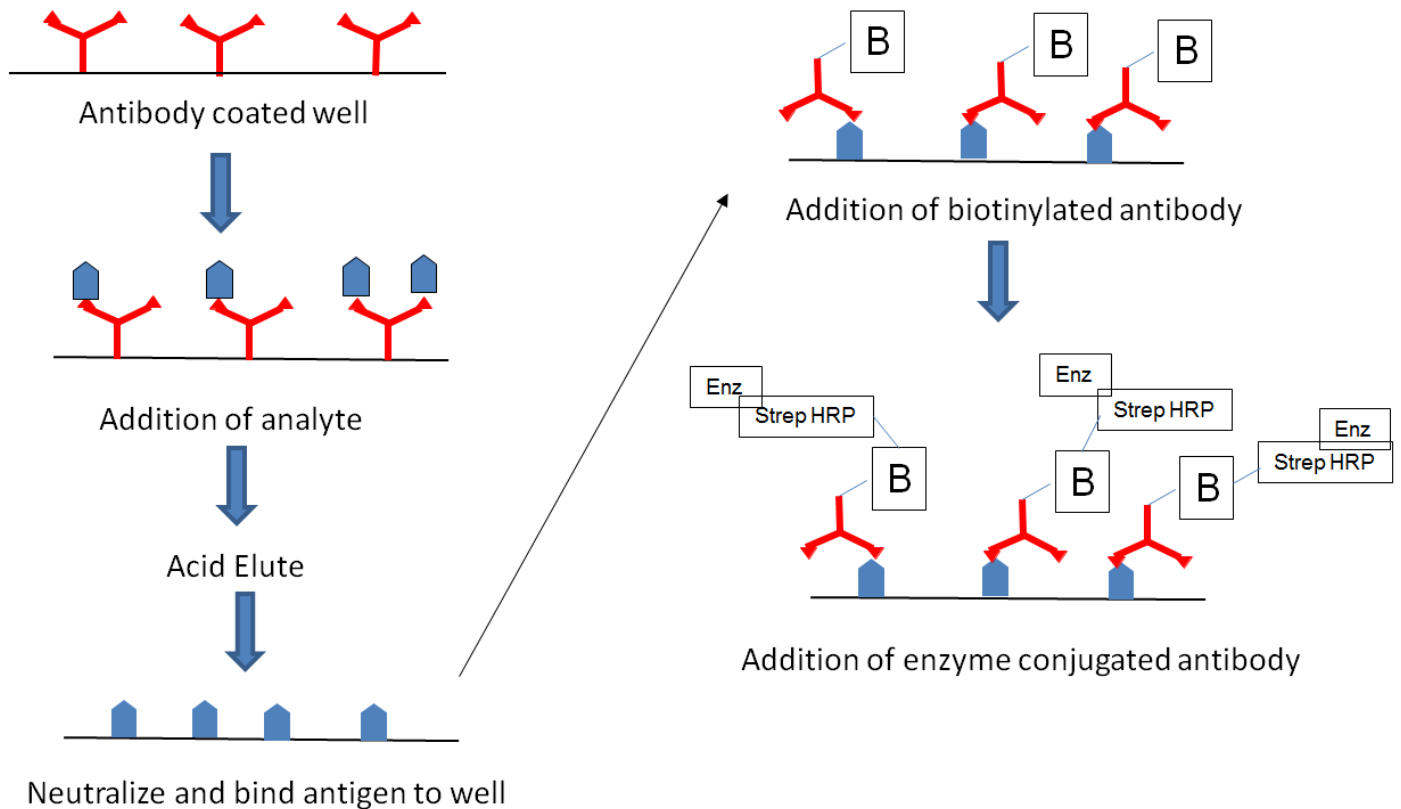 Antibody coated well
Addition of analyte
Acid Elute
Neutralize and bind antigen to well
B
B
B
Addition of biotinylated antibody
Enz
Strep HRP
B
Enz
Strep HRP
B
Enz
Strep HRP
B
Addition of enzyme conjugated antibody